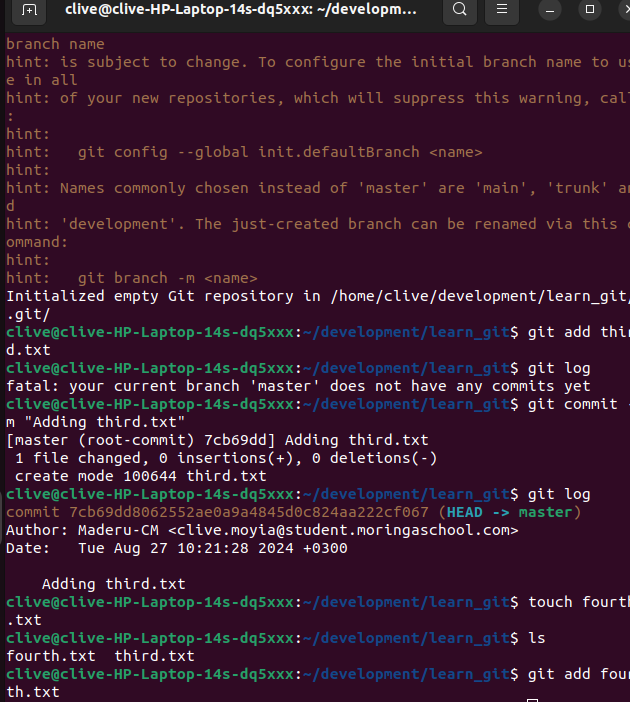 clive@clive-HP-Laptop-14s-dq5xxx: ~/developm...
branch name
hint: is subject to change. To configure the initial branch name to us
e in all
hint: of your new repositories, which will suppress this warning, call
:
hint:
hint:   git config --global init.defaultBranch <name>
hint:
hint: Names commonly chosen instead of 'master' are 'main', 'trunk' an
d
hint: 'development'. The just-created branch can be renamed via this c
ommand:
hint:
hint:   git branch -m <name>
Initialized empty Git repository in /home/clive/development/learn_git/
.git/
clive@clive-HP-Laptop-14s-dq5xxx:~/development/learn_git$ git add thir
d.txt
clive@clive-HP-Laptop-14s-dq5xxx:~/development/learn_git$ git log
fatal: your current branch 'master' does not have any commits yet
clive@clive-HP-Laptop-14s-dq5xxx:~/development/learn_git$ git commit -
m "Adding third.txt"
[master (root-commit) 7cb69dd] Adding third.txt
 1 file changed, 0 insertions(+), 0 deletions(-)
 create mode 100644 third.txt
clive@clive-HP-Laptop-14s-dq5xxx:~/development/learn_git$ git log
commit 7cb69dd8062552ae0a9a4845d0c824aa222cf067 (HEAD -> master)
Author: Maderu-CM <clive.moyia@student.moringaschool.com>
Date:   Tue Aug 27 10:21:28 2024 +0300

    Adding third.txt
clive@clive-HP-Laptop-14s-dq5xxx:~/development/learn_git$ touch fourth
.txt
clive@clive-HP-Laptop-14s-dq5xxx:~/development/learn_git$ ls
fourth.txt  third.txt
clive@clive-HP-Laptop-14s-dq5xxx:~/development/learn_git$ git add four
th.txt